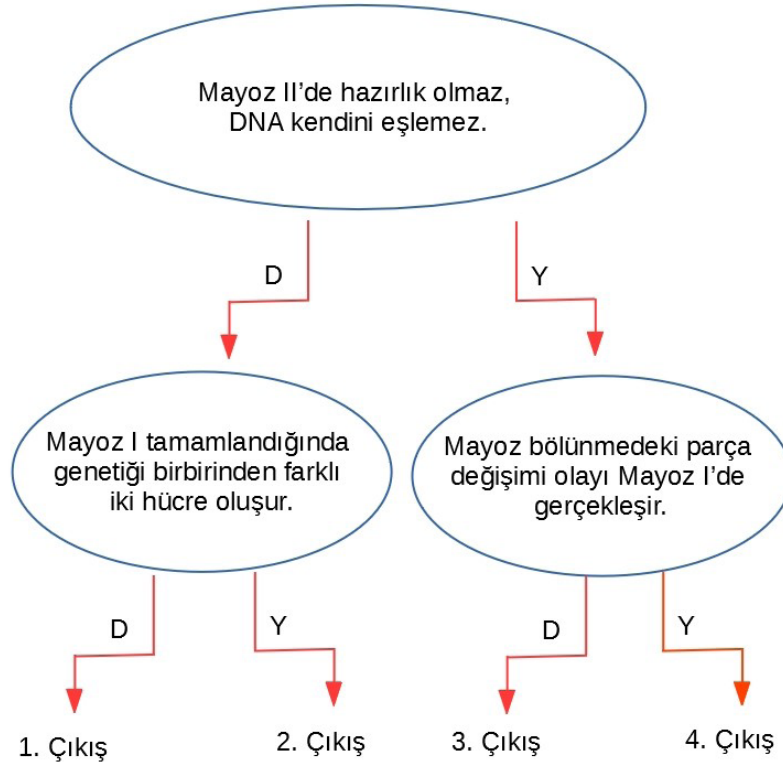 Mayoz II’de hazırlık olmaz,
DNA kendini eşlemez.
D
Y
Mayoz I tamamlandığında
genetiği birbirinden farklı
iki hücre oluşur.
Mayoz bölünmedeki parça
değişimi olayı Mayoz I’de
gerçekleşir.
D
Y
D
Y
1. Çıkış
2. Çıkış
3. Çıkış
4. Çıkış